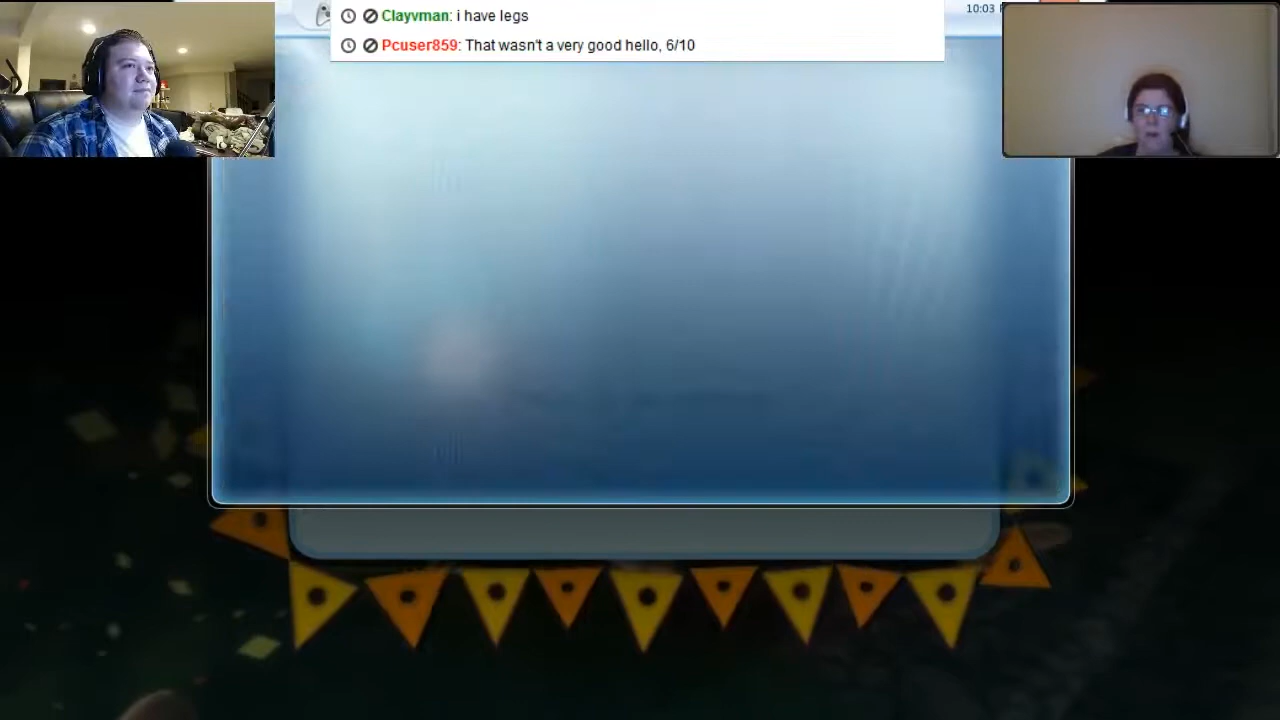 Clayvman: i have legs
10:03
Pcuser859: That wasn't a very good hello, 6/10